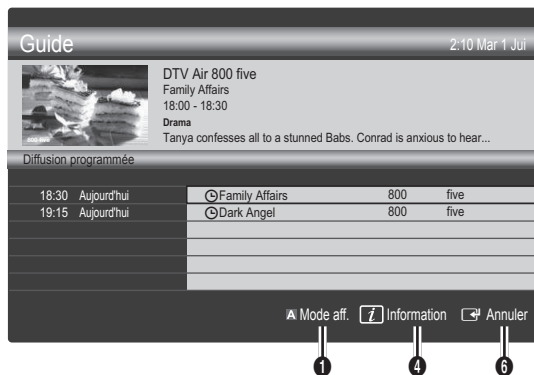 Guide 2:10 Mar 1 Jui
DTV Air 800 five
Family Affairs
18:00 - 18:30
Drama
Tanya confesses all to a stunned Babs. Conrad is anxious to hear...
800 five
Diffusion programmée
18:30 Aujourd'hui Family Affairs 800 five
19:15 Aujourd'hui Dark Angel 800 five
A Mode aff. i Information Annuler
1 4 6